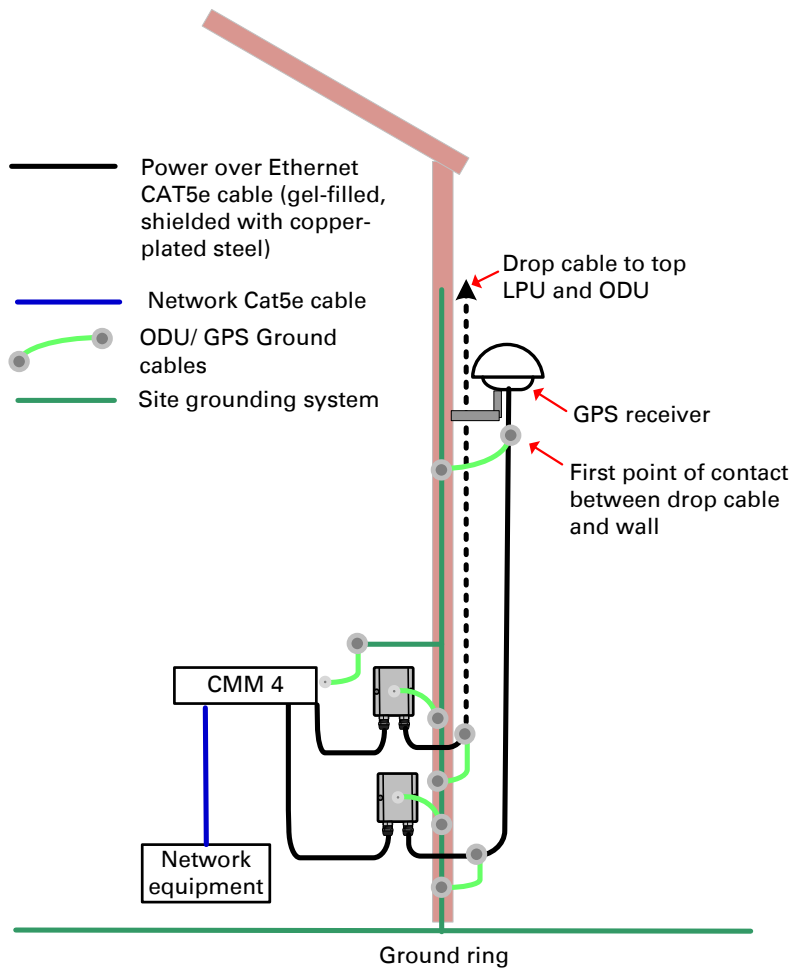 Power over Ethernet
CAT5e cable (gel-filled,
shielded with copper-
plated steel)
Network Cat5e cable
ODU/ GPS Ground
cables
Site grounding system
Drop cable to top
LPU and ODU
GPS receiver
First point of contact
between drop cable
and wall
CMM 4
Network
equipment
Ground ring